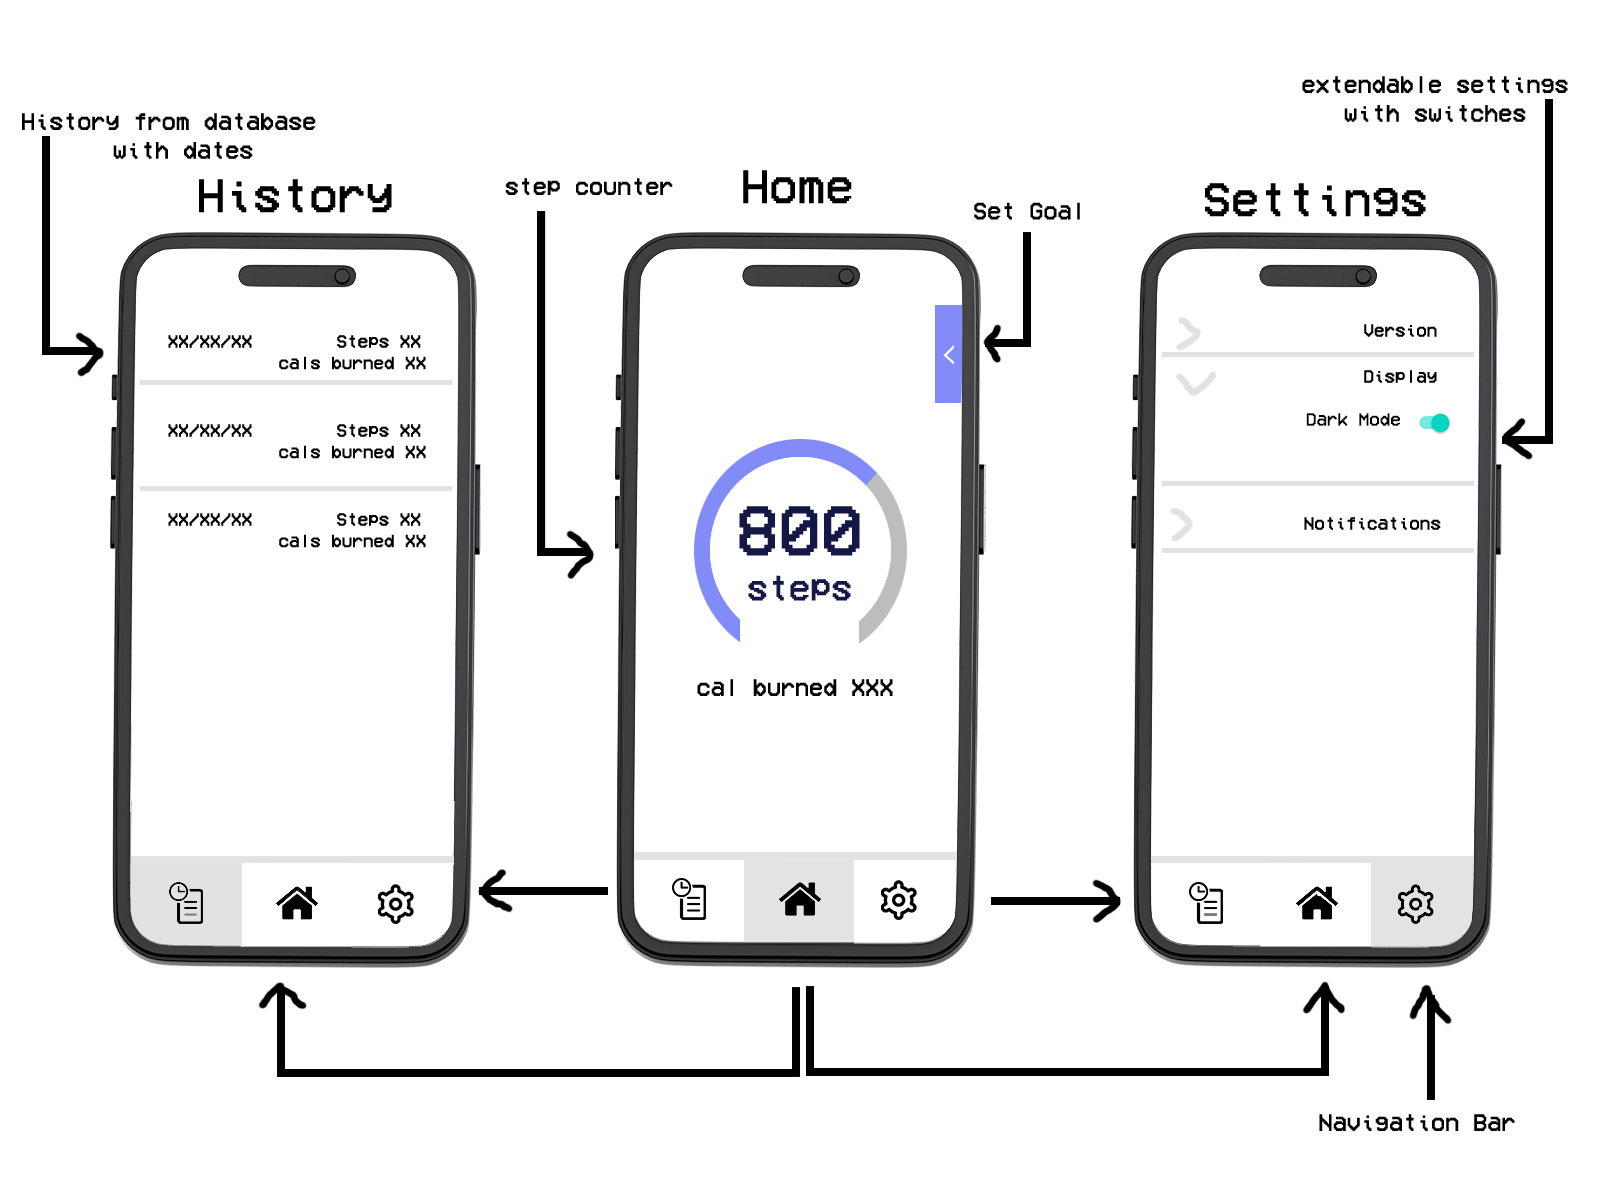 extendable settings
with switches
History from database
with dates
History
step counter
Home
Set Goal
Settings
XX/XX/XX Steps XX
cals burned XX
XX/XX/XX Steps XX
cals burned XX
XX/XX/XX Steps XX
cals burned XX
800
steps
cal burned XXX
Version
Display
Dark Mode
Notifications
Navigation Bar